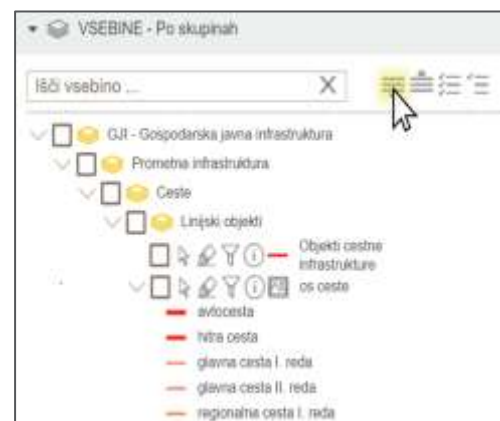 VSEBINE - Po skupinah
Išči vsebino ... X
GJI - Gospodarska javna infrastruktura
Prometna infrastruktura
Ceste
Linijski objekti
Objekti cestne
infrastrukture
os ceste
avtocesta
hitra cesta
glavna cesta I. reda
glavna cesta II. reda
regionalna cesta I. reda